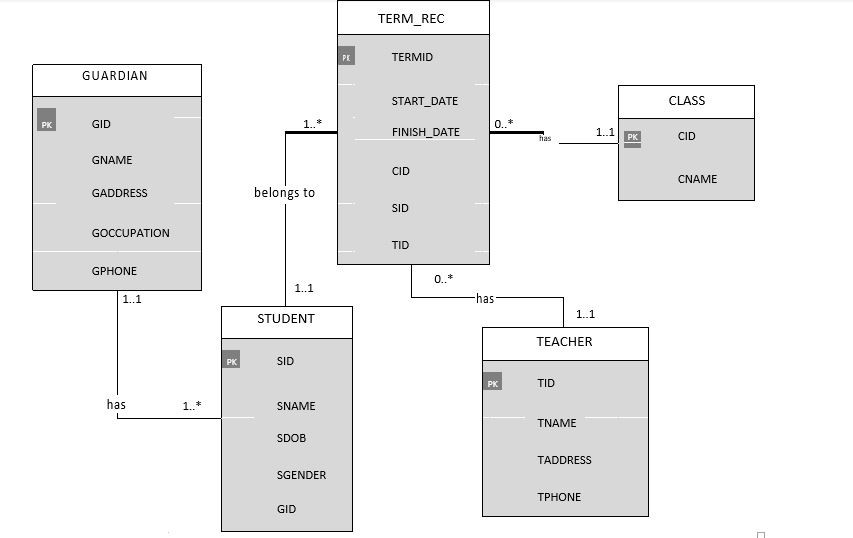 TERM_REC
PK TERMID
START_DATE
FINISH_DATE
CID
SID
TID
GUARDIAN
PK GID
GNAME
GADDRESS
GOCCUPATION
GPHONE
CLASS
PK CID
CNAME
1..*
0..*
has
1..1
belongs to
1..1
0..*
has
1..1
1..1
has
1..*
STUDENT
PK SID
SNAME
SDOB
SGENDER
GID
TEACHER
PK TID
TNAME
TADDRESS
TPHONE